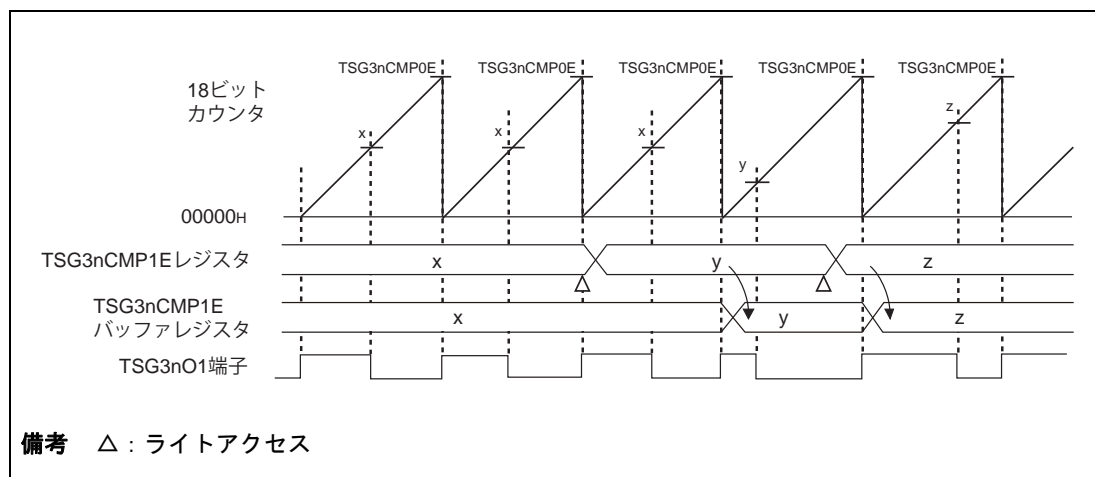 TSG3nCMP0E TSG3nCMP0E TSG3nCMP0E TSG3nCMP0E TSG3nCMP0E
18ビット
カウンタ
x x x y z
00000H
TSG3nCMP1Eレジスタ x y z
TSG3nCMP1E
バッファレジスタ x y z
TSG3nO1端子
備考 △：ライトアクセス